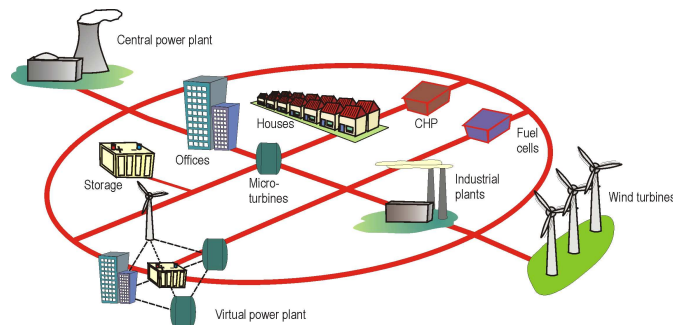 Central power plant
Houses
CHP
Fuel
cells
Offices
Micro-
turbines
Storage
Industrial
plants
Wind turbines
Virtual power plant